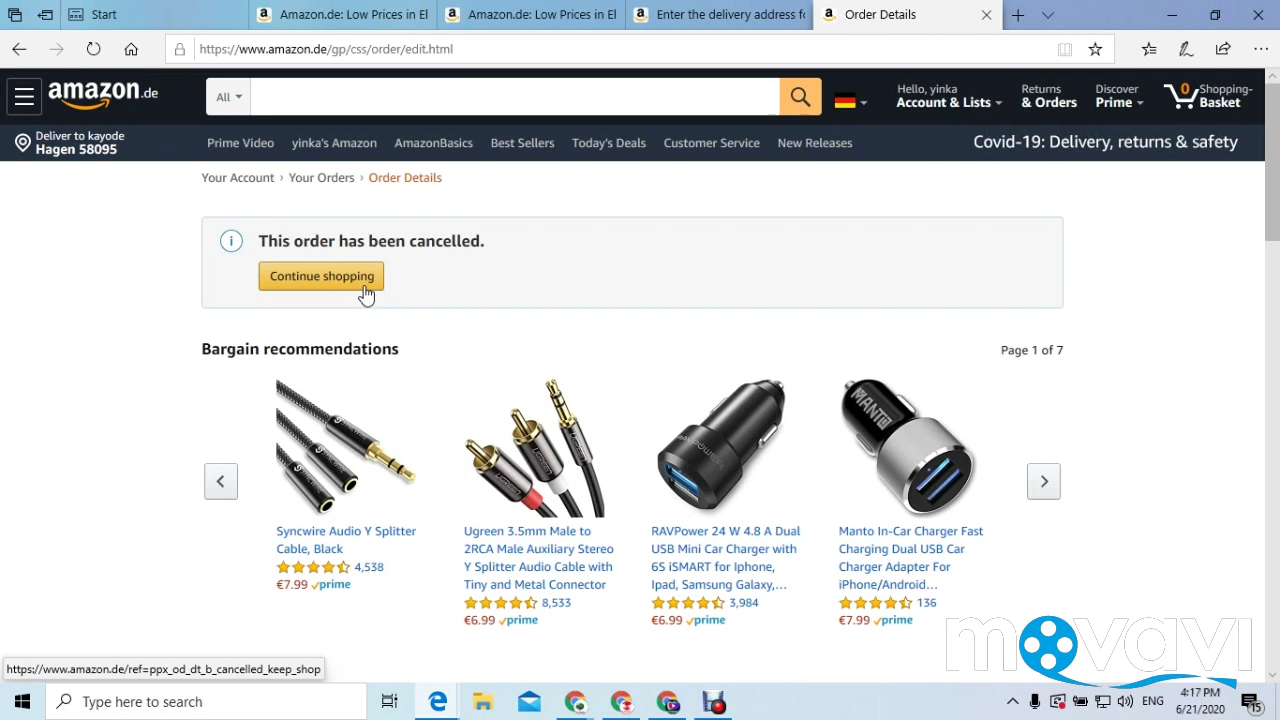 Start
Amazon.de: Low Prices in El
Amazon.de: Low Prices in El
Enter the delivery address fo
Order Details
https://www.amazon.de/gp/css/order/edit.html
amazon.de
All
Hello, yinka
Account & Lists
Returns
& Orders
Discover
Prime
0
Shopping-
Basket
Deliver to kayode
Hagen 58095
Prime Video
yinka's Amazon
AmazonBasics
Best Sellers
Today's Deals
Customer Service
New Releases
Covid-19: Delivery, returns & safety
Your Account › Your Orders › Order Details
This order has been cancelled.
Continue shopping
Bargain recommendations
Page 1 of 7
MANTO
Syncwire Audio Y Splitter
Cable, Black
4,538
€7.99 prime
Ugreen 3.5mm Male to
2RCA Male Auxiliary Stereo
Y Splitter Audio Cable with
Tiny and Metal Connector
8,533
€6.99 prime
RAVPower 24 W 4.8 A Dual
USB Mini Car Charger with
6S iSMART for Iphone,
Ipad, Samsung Galaxy,...
3,984
€6.99 prime
Manto In-Car Charger Fast
Charging Dual USB Car
Charger Adapter For
iPhone/Android...
136
€7.99 prime
movavi
https://www.amazon.de/ref=ppx_od_dt_b_cancelled_keep_shop
Type here to search
ENG
4:17 PM
6/21/2020
15